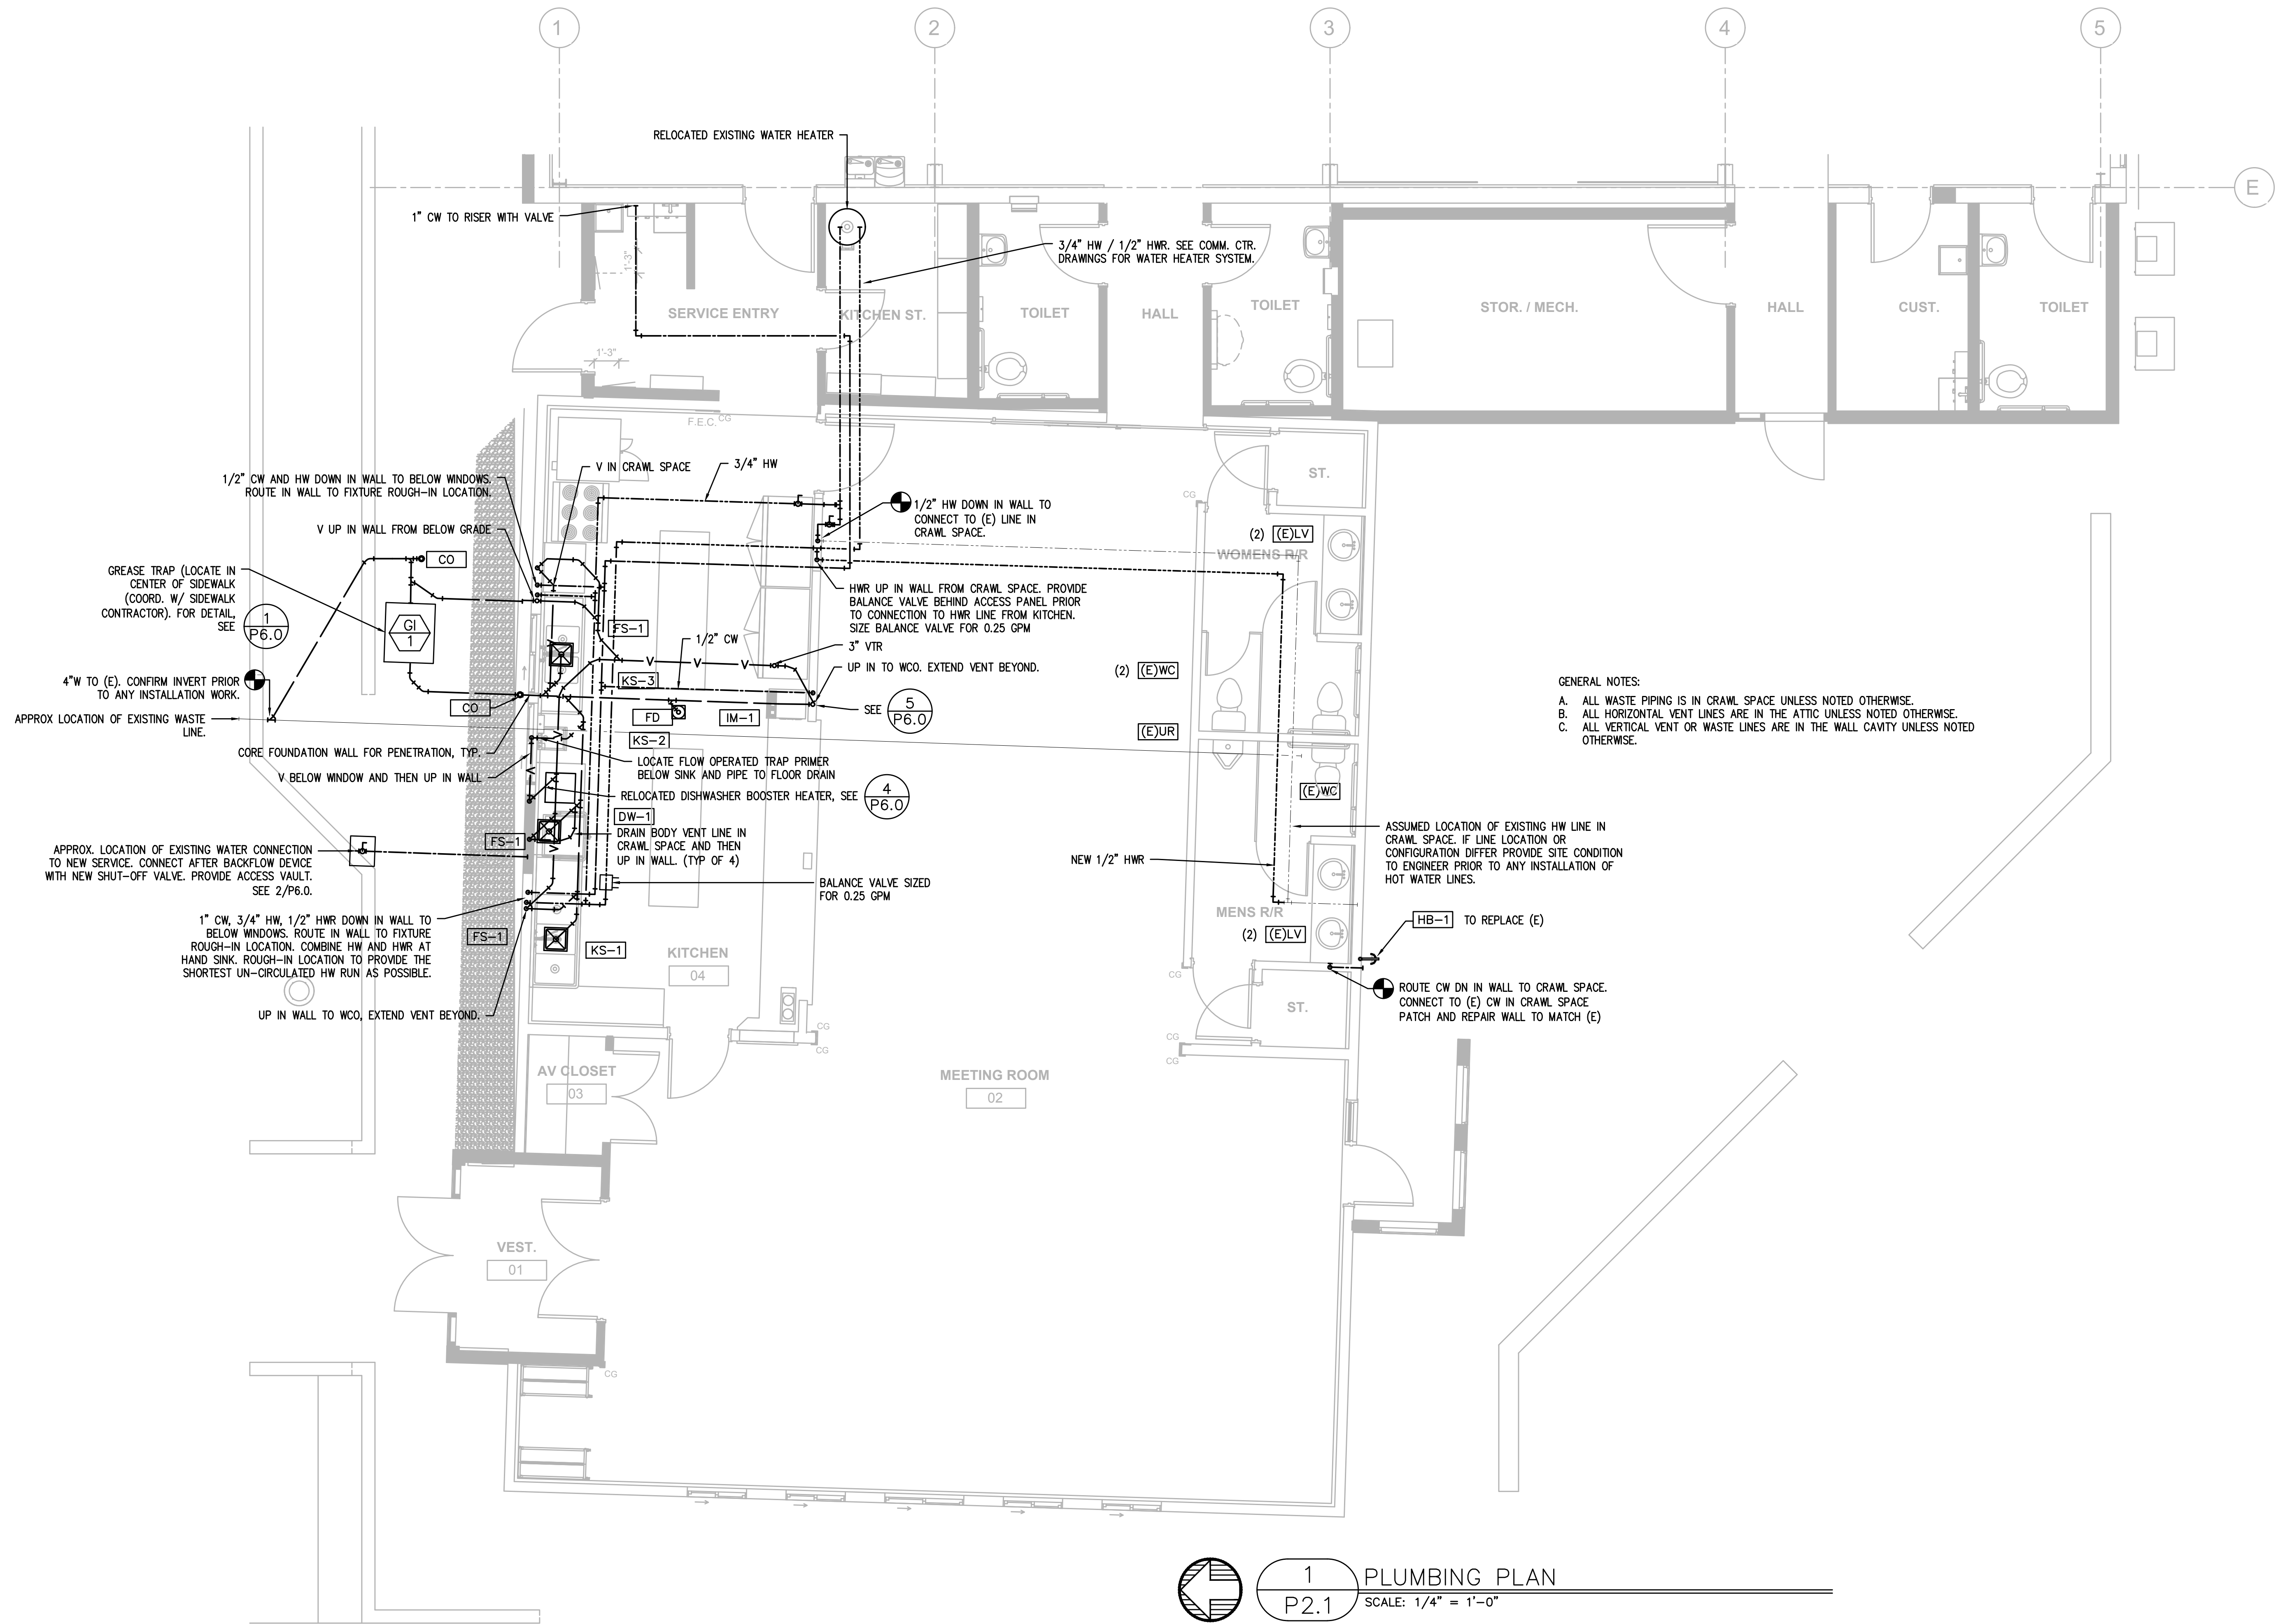 1
2
3
4
5
E
RELOCATED EXISTING WATER HEATER
1" CW TO RISER WITH VALVE
3/4" HW / 1/2" HWR. SEE COMM. CTR.
DRAWINGS FOR WATER HEATER SYSTEM.
1'-3"
SERVICE ENTRY
KITCHEN ST.
TOILET
HALL
TOILET
STOR. / MECH.
HALL
CUST.
TOILET
1'-3"
F.E.C.
CG
V IN CRAWL SPACE
3/4" HW
ST.
1/2" CW AND HW DOWN IN WALL TO BELOW WINDOWS.
ROUTE IN WALL TO FIXTURE ROUGH-IN LOCATION.
CG
1/2" HW DOWN IN WALL TO
CONNECT TO (E) LINE IN
CRAWL SPACE.
V UP IN WALL FROM BELOW GRADE
(2) (E)LV
WOMENS R/R
CO
GREASE TRAP (LOCATE IN
CENTER OF SIDEWALK
(COORD. W/ SIDEWALK
CONTRACTOR). FOR DETAIL,
SEE
1
P6.0
GI
1
HWR UP IN WALL FROM CRAWL SPACE. PROVIDE
BALANCE VALVE BEHIND ACCESS PANEL PRIOR
TO CONNECTION TO HWR LINE FROM KITCHEN.
SIZE BALANCE VALVE FOR 0.25 GPM
FS-1
1/2" CW
3" VTR
V
V
V
UP IN TO WCO. EXTEND VENT BEYOND.
(2) (E)WC
KS-3
4"W TO (E). CONFIRM INVERT PRIOR
TO ANY INSTALLATION WORK.
GENERAL NOTES:
A. ALL WASTE PIPING IS IN CRAWL SPACE UNLESS NOTED OTHERWISE.
B. ALL HORIZONTAL VENT LINES ARE IN THE ATTIC UNLESS NOTED OTHERWISE.
C. ALL VERTICAL VENT OR WASTE LINES ARE IN THE WALL CAVITY UNLESS NOTED
OTHERWISE.
CO
FD
IM-1
SEE
5
P6.0
APPROX LOCATION OF EXISTING WASTE
LINE.
(E)UR
KS-2
CORE FOUNDATION WALL FOR PENETRATION, TYP.
LOCATE FLOW OPERATED TRAP PRIMER
BELOW SINK AND PIPE TO FLOOR DRAIN
V BELOW WINDOW AND THEN UP IN WALL
V
V
RELOCATED DISHWASHER BOOSTER HEATER, SEE
4
P6.0
(E)WC
DW-1
DRAIN BODY VENT LINE IN
CRAWL SPACE AND THEN
UP IN WALL. (TYP OF 4)
FS-1
V
ASSUMED LOCATION OF EXISTING HW LINE IN
CRAWL SPACE. IF LINE LOCATION OR
CONFIGURATION DIFFER PROVIDE SITE CONDITION
TO ENGINEER PRIOR TO ANY INSTALLATION OF
HOT WATER LINES.
APPROX. LOCATION OF EXISTING WATER CONNECTION
TO NEW SERVICE. CONNECT AFTER BACKFLOW DEVICE
WITH NEW SHUT-OFF VALVE. PROVIDE ACCESS VAULT.
SEE 2/P6.0.
NEW 1/2" HWR
BALANCE VALVE SIZED
FOR 0.25 GPM
1" CW, 3/4" HW, 1/2" HWR DOWN IN WALL TO
BELOW WINDOWS. ROUTE IN WALL TO FIXTURE
ROUGH-IN LOCATION. COMBINE HW AND HWR AT
HAND SINK. ROUGH-IN LOCATION TO PROVIDE THE
SHORTEST UN-CIRCULATED HW RUN AS POSSIBLE.
MENS R/R
HB-1 TO REPLACE (E)
FS-1
(2) (E)LV
KS-1
KITCHEN
04
CG
ROUTE CW DN IN WALL TO CRAWL SPACE.
CONNECT TO (E) CW IN CRAWL SPACE
PATCH AND REPAIR WALL TO MATCH (E)
UP IN WALL TO WCO, EXTEND VENT BEYOND.
ST.
CG
CG
CG
CG
AV CLOSET
03
MEETING ROOM
02
VEST.
01
CG
1
P2.1
PLUMBING PLAN
SCALE: 1/4" = 1'-0"